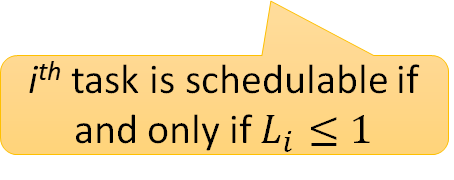 iᵗʰ task is schedulable if
and only if Lᵢ ≤ 1